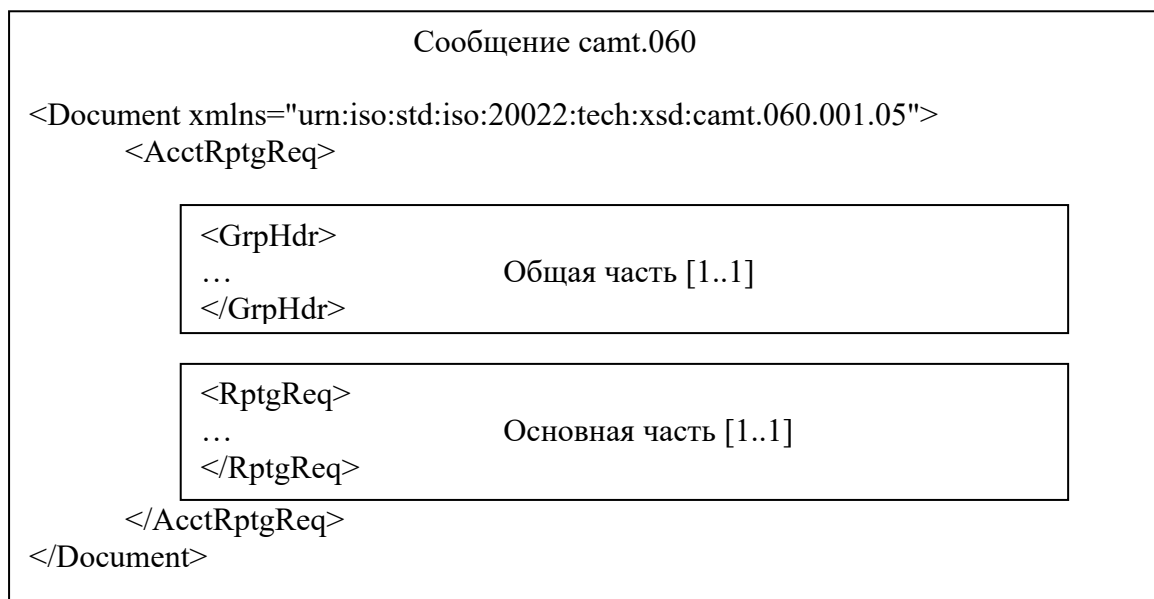 Сообщение camt.060
<Document xmlns="urn:iso:std:iso:20022:tech:xsd:camt.060.001.05">
<AcctRptgReq>
<GrpHdr>
… Общая часть [1..1]
</GrpHdr>
<RptgReq>
… Основная часть [1..1]
</RptgReq>
</AcctRptgReq>
</Document>